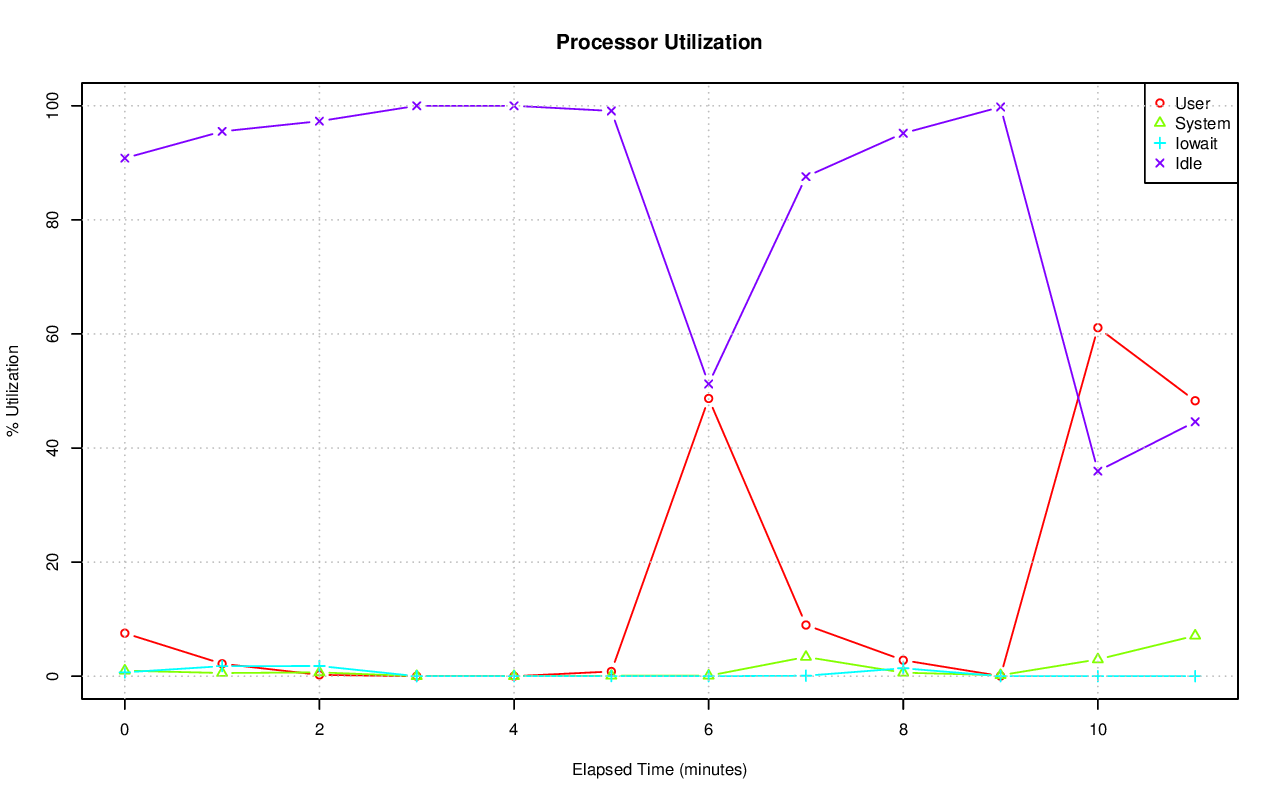 Processor Utilization
100
80
60
40
20
0
% Utilization
User
System
Iowait
Idle
0 2 4 6 8 10
Elapsed Time (minutes)